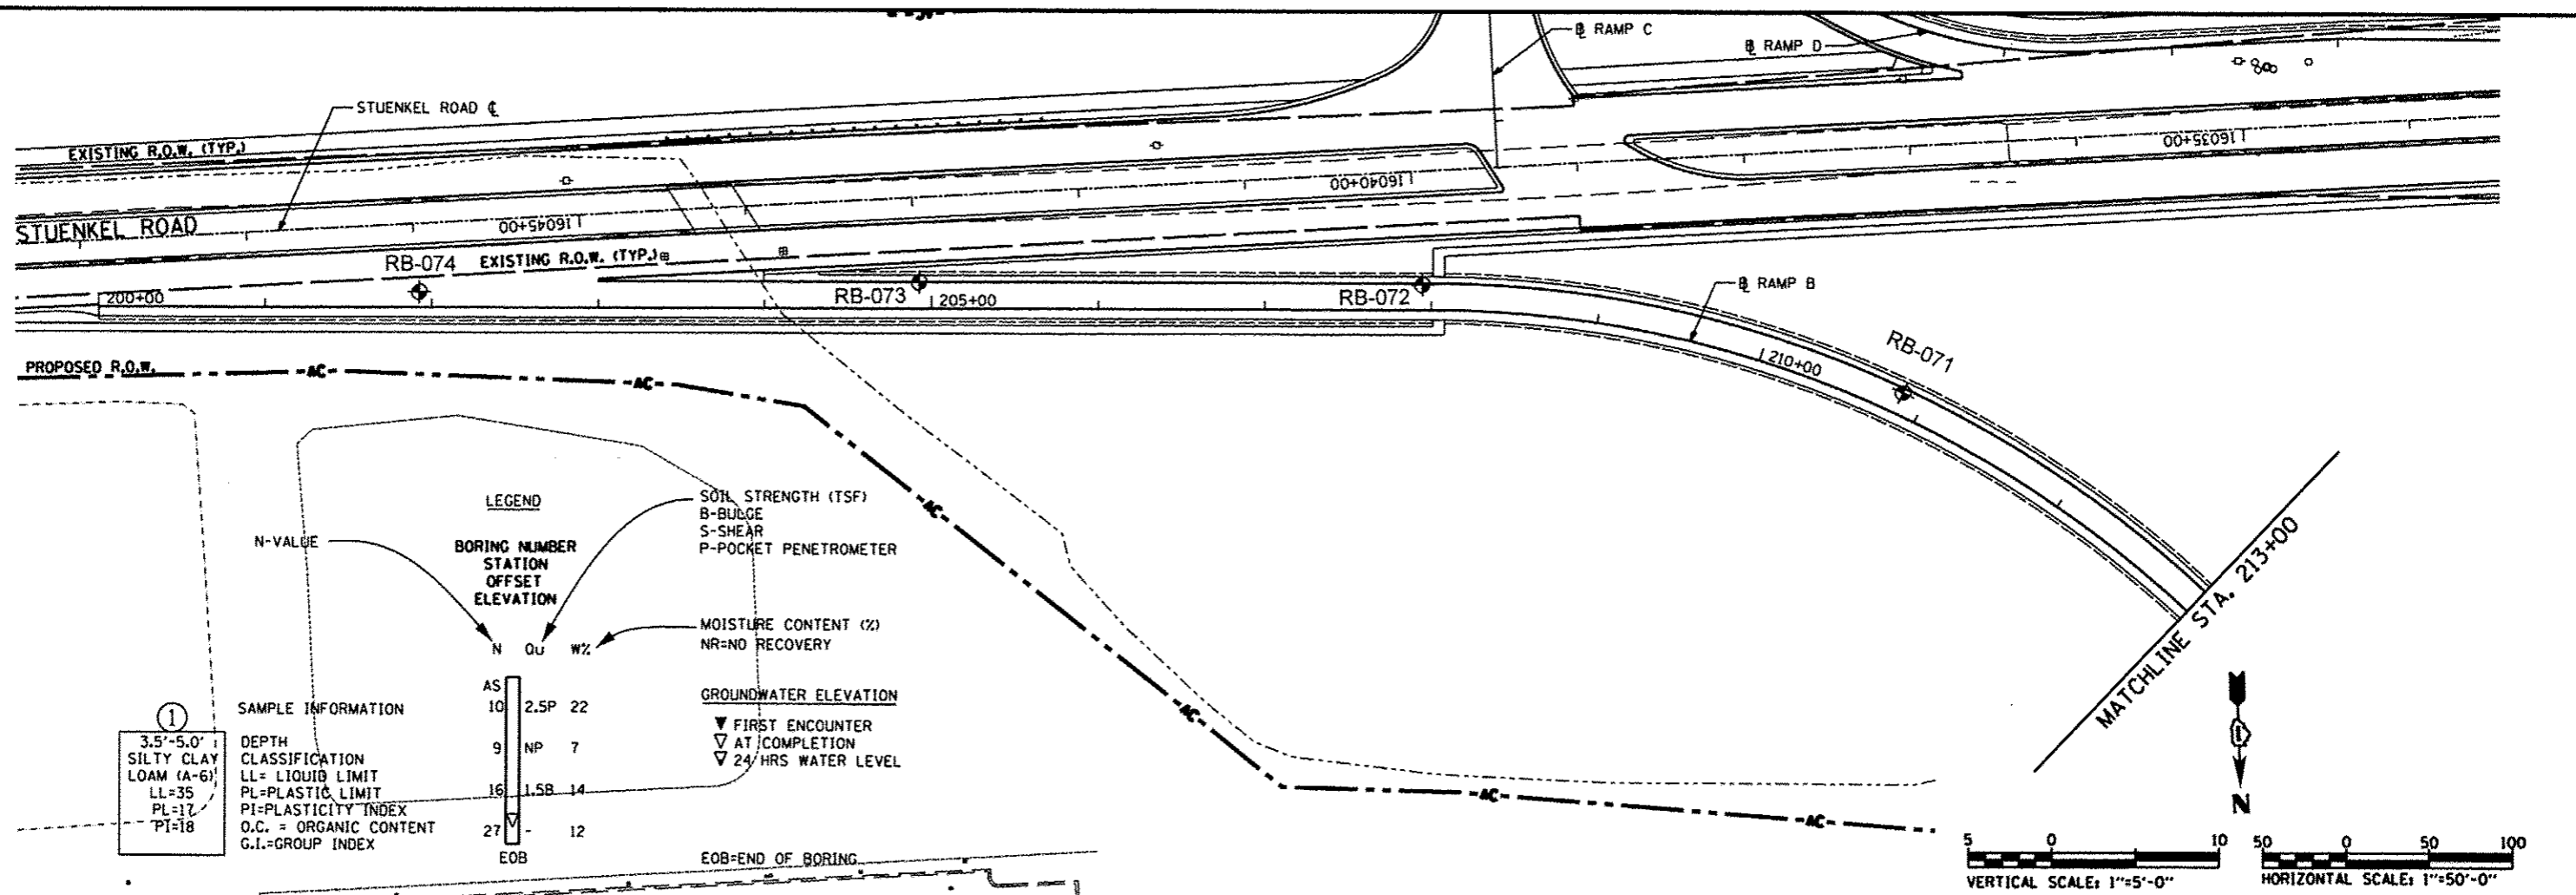 ℄ RAMP C
℄ RAMP D
STUENKEL ROAD ℄
EXISTING R.O.W. (TYP.)
16035+00
16040+00
16045+00
STUENKEL ROAD
RB-074
EXISTING R.O.W. (TYP.)
200+00
RB-073
205+00
RB-072
℄ RAMP B
RB-071
210+00
PROPOSED R.O.W.
AC
AC
AC
AC
AC
AC
MATCHLINE STA. 213+00
LEGEND
SOIL STRENGTH (TSF)
B-BULGE
S-SHEAR
P-POCKET PENETROMETER
N-VALUE
BORING NUMBER
STATION
OFFSET
ELEVATION
MOISTURE CONTENT (%)
NR=NO RECOVERY
N QU W%
AS
10 2.5P 22
9 NP 7
16 1.5B 14
27 - 12
EOB
GROUNDWATER ELEVATION
▼ FIRST ENCOUNTER
▽ AT COMPLETION
▽ 24 HRS WATER LEVEL
1
SAMPLE INFORMATION
3.5'-5.0' DEPTH
SILTY CLAY CLASSIFICATION
LOAM (A-6) LL= LIQUID LIMIT
LL=35 PL=PLASTIC LIMIT
PL=17 PI=PLASTICITY INDEX
PI=18 O.C. = ORGANIC CONTENT
G.I.=GROUP INDEX
EOB=END OF BORING
N
5 0 10
VERTICAL SCALE: 1"=5'-0"
50 0 50 100
HORIZONTAL SCALE: 1"=50'-0"